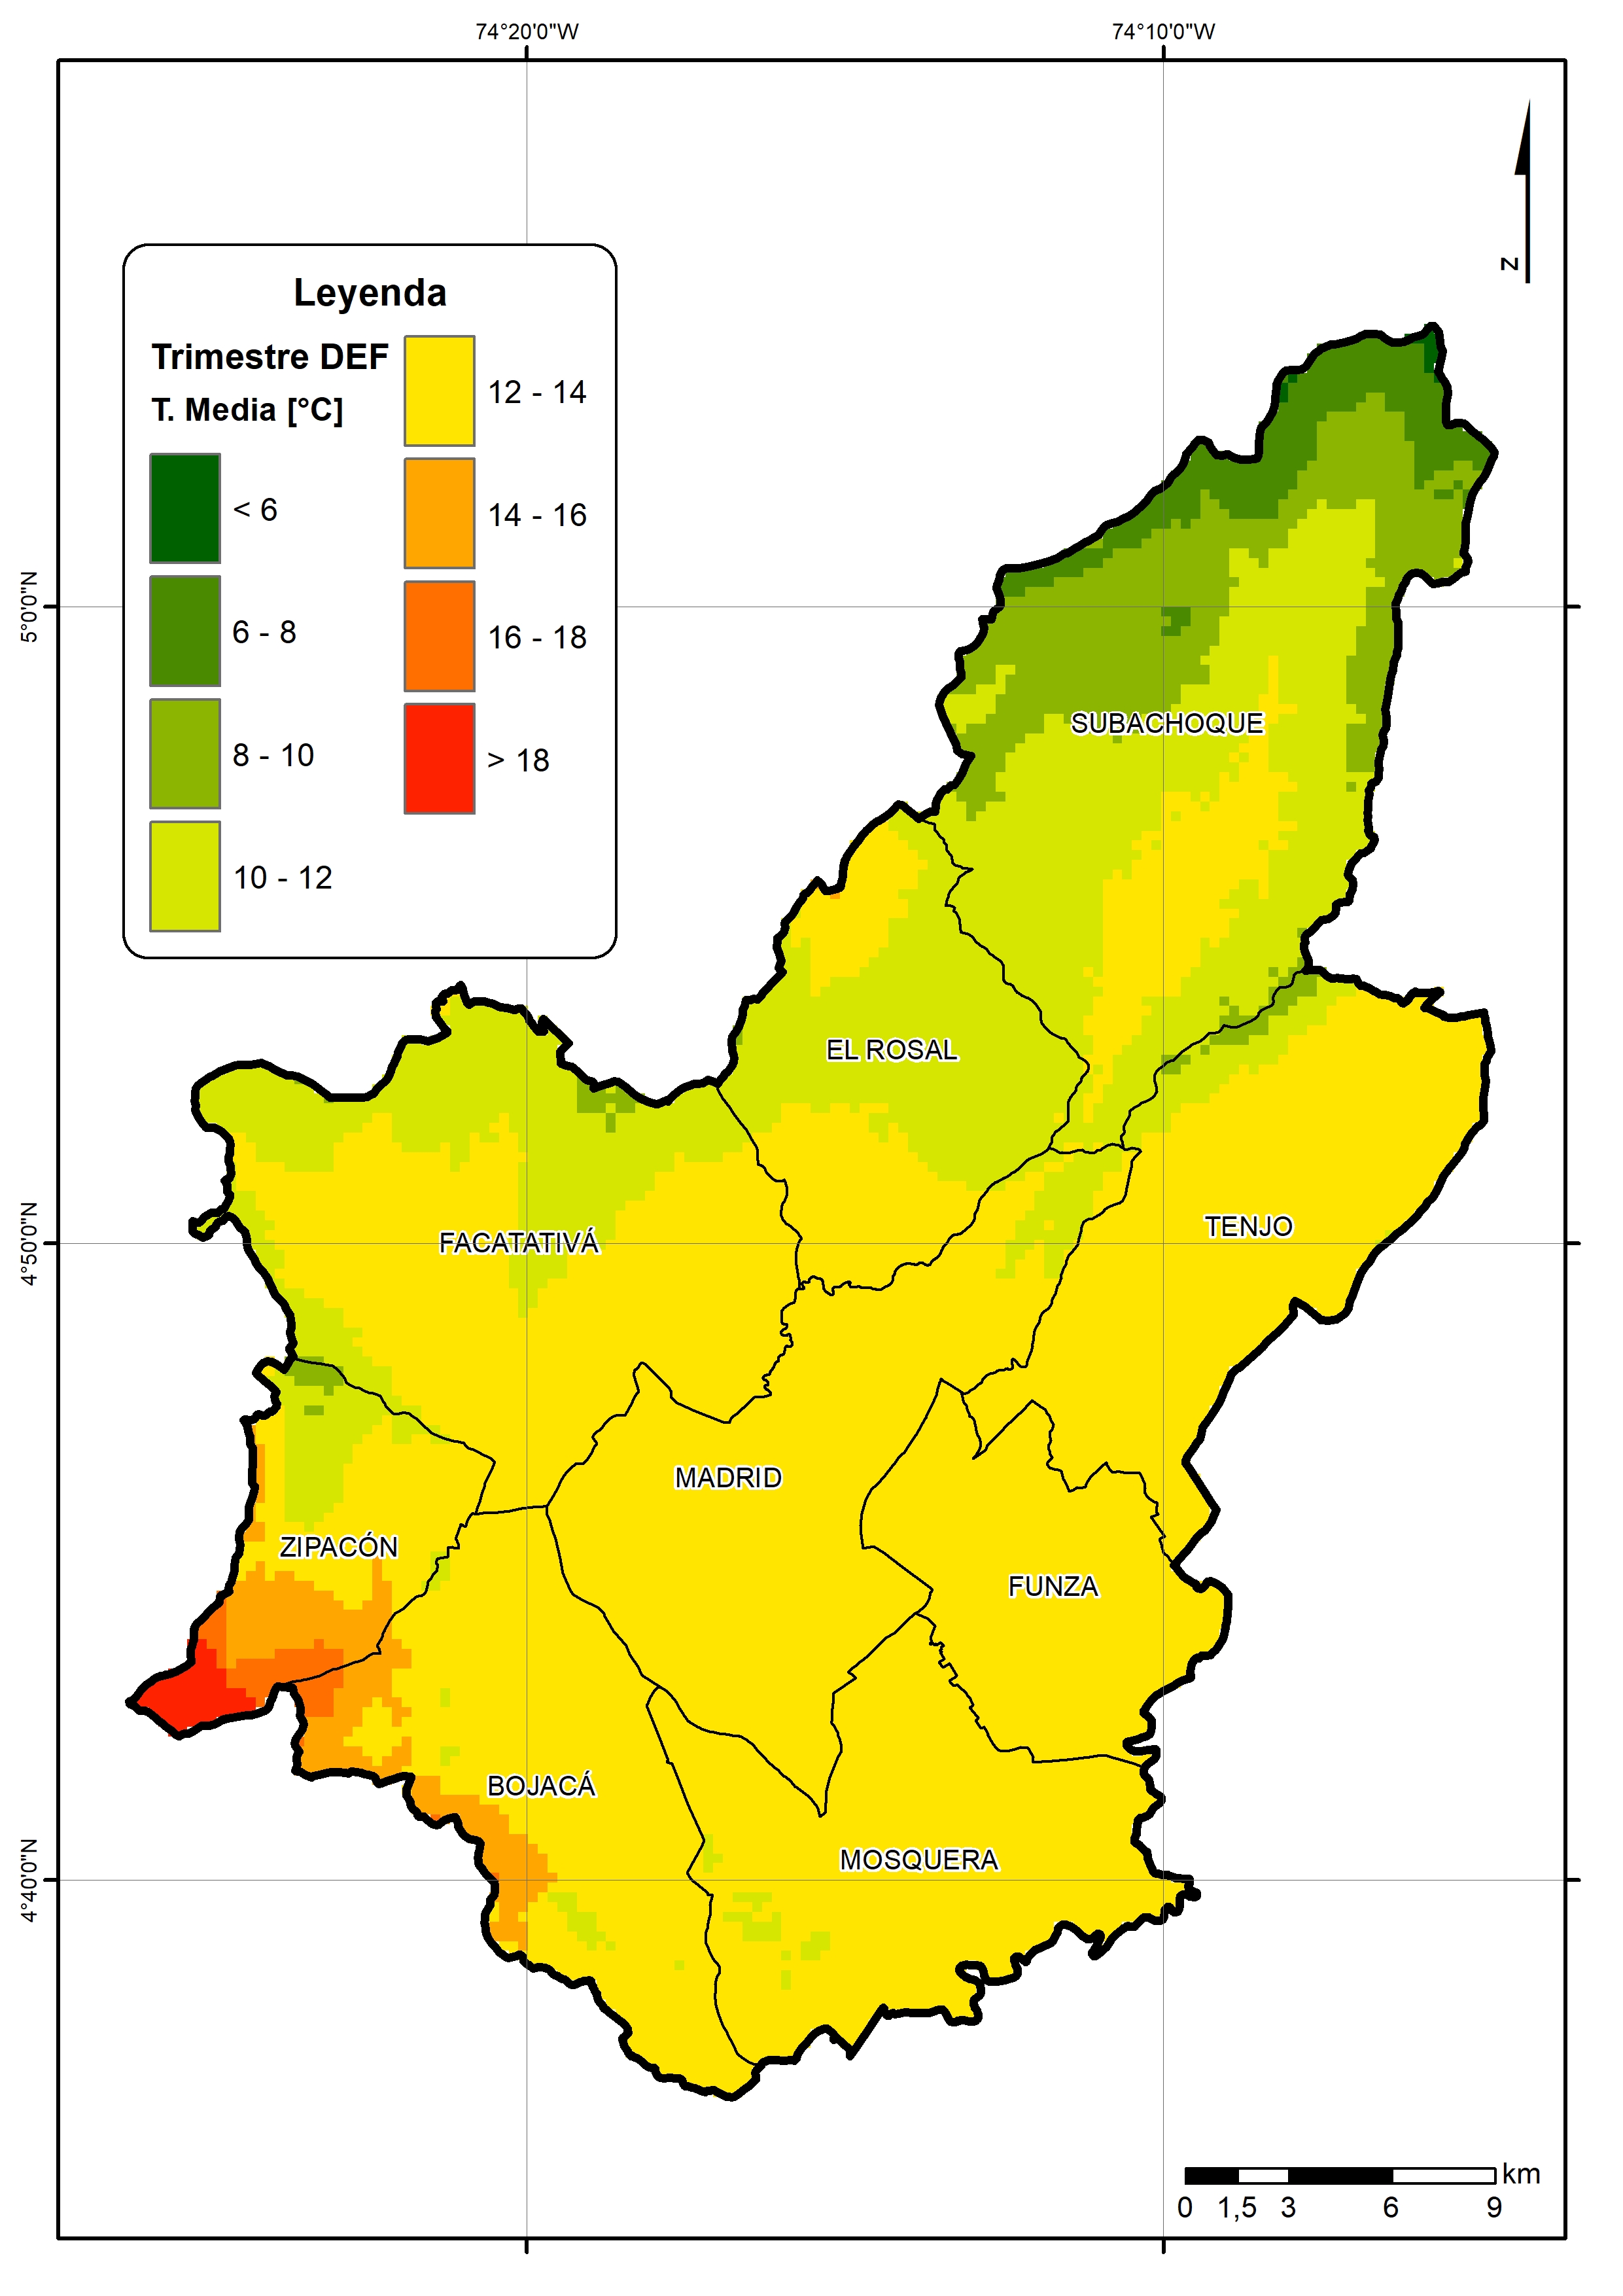 74°20'0"W
74°10'0"W
N
Leyenda
Trimestre DEF
T. Media [°C]
< 6
6 - 8
8 - 10
10 - 12
12 - 14
14 - 16
16 - 18
> 18
5°0'0"N
SUBACHOQUE
EL ROSAL
4°50'0"N
FACATATIVÁ
TENJO
MADRID
ZIPACÓN
FUNZA
BOJACÁ
MOSQUERA
4°40'0"N
km
0 1,5 3 6 9